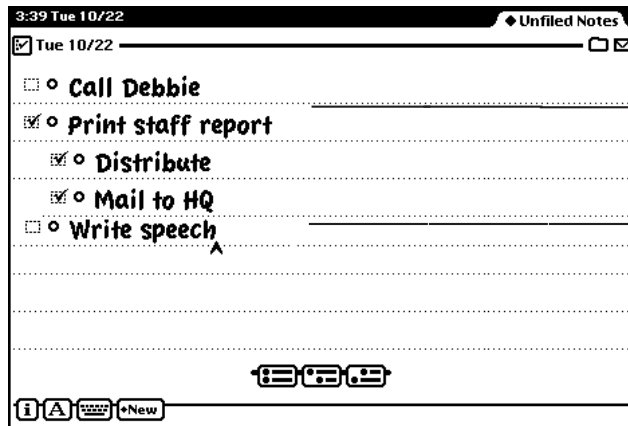 3:39 Tue 10/22
Unfiled Notes
Tue 10/22
Call Debbie
Print staff report
Distribute
Mail to HQ
Write speech
i A New